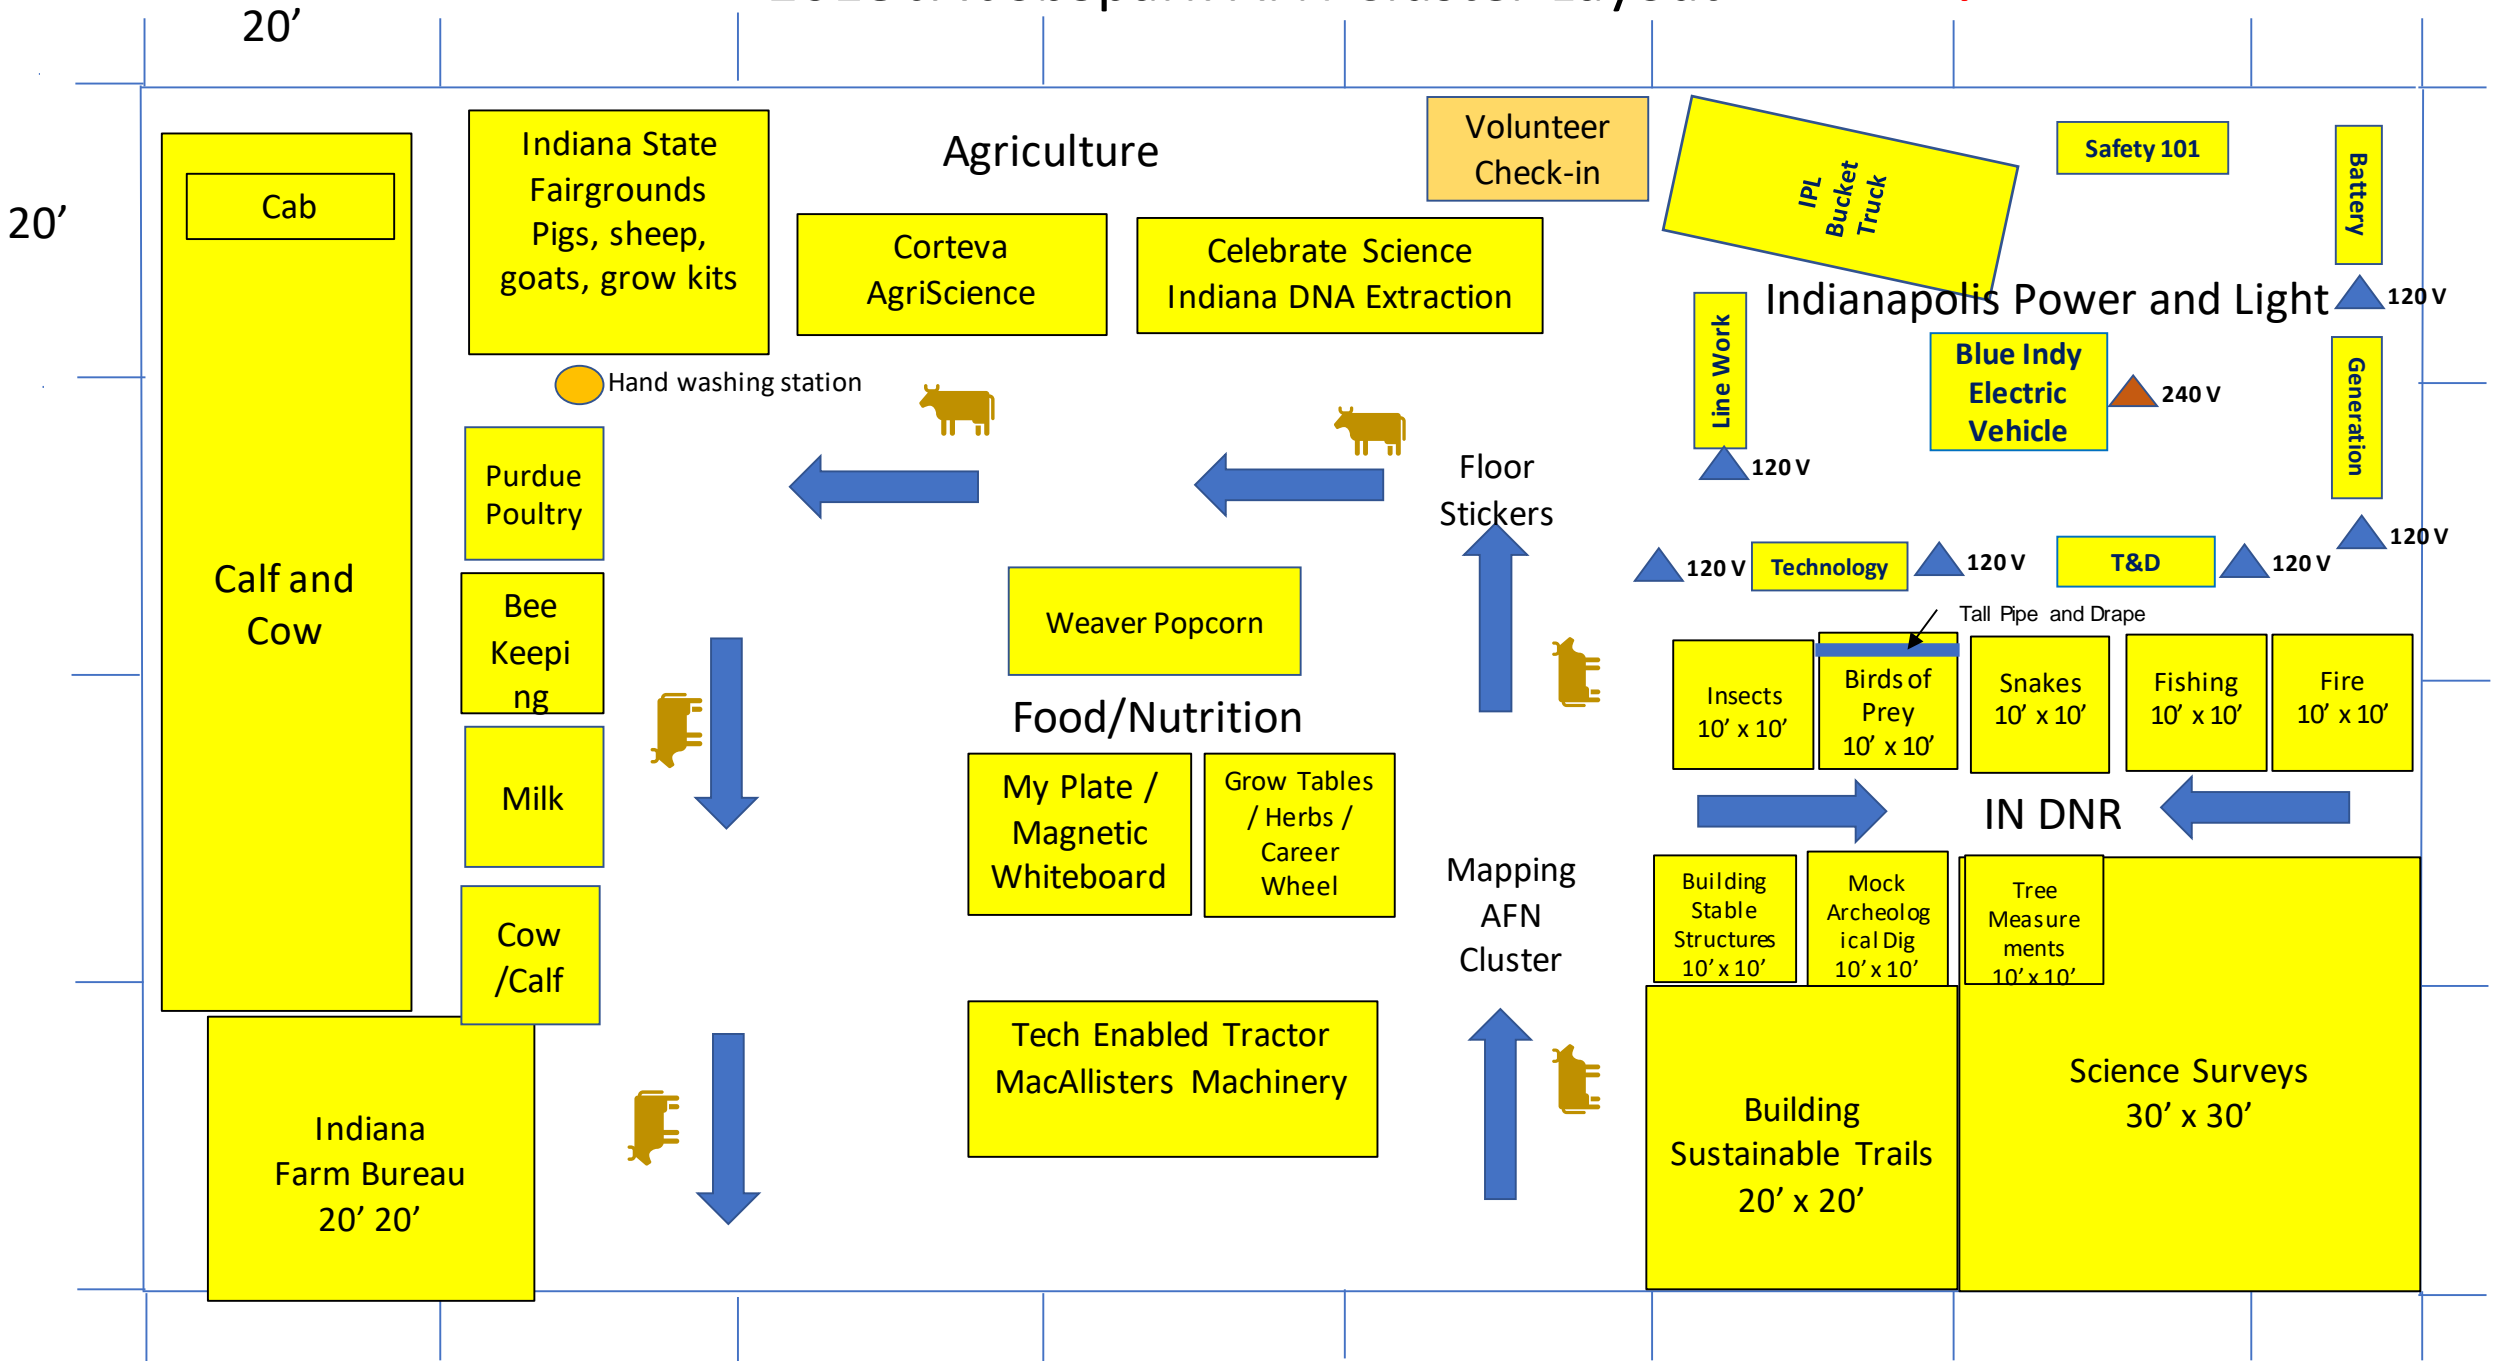 20’
20’
Cab
Calf and
Cow
Indiana State
Fairgrounds
Pigs, sheep,
goats, grow kits
Agriculture
Corteva
AgriScience
Celebrate Science
Indiana DNA Extraction
Volunteer
Check-in
IPL
Bucket
Truck
Safety 101
Battery
120 V
Indianapolis Power and Light
Line Work
120 V
Blue Indy
Electric
Vehicle
240 V
Generation
120 V
Hand washing station
Purdue
Poultry
Floor
Stickers
120 V
Technology
120 V
T&D
120 V
Bee
Keepi
ng
Weaver Popcorn
Tall Pipe and Drape
Insects
10’ x 10’
Birds of
Prey
10’ x 10’
Snakes
10’ x 10’
Fishing
10’ x 10’
Fire
10’ x 10’
Food/Nutrition
Milk
My Plate /
Magnetic
Whiteboard
Grow Tables
/ Herbs /
Career
Wheel
IN DNR
Mapping
AFN
Cluster
Building
Stable
Structures
10’ x 10’
Mock
Archeolog
ical Dig
10’ x 10’
Tree
Measure
ments
10’ x 10’
Cow
/Calf
Tech Enabled Tractor
MacAllisters Machinery
Indiana
Farm Bureau
20’ 20’
Building
Sustainable Trails
20’ x 20’
Science Surveys
30’ x 30’